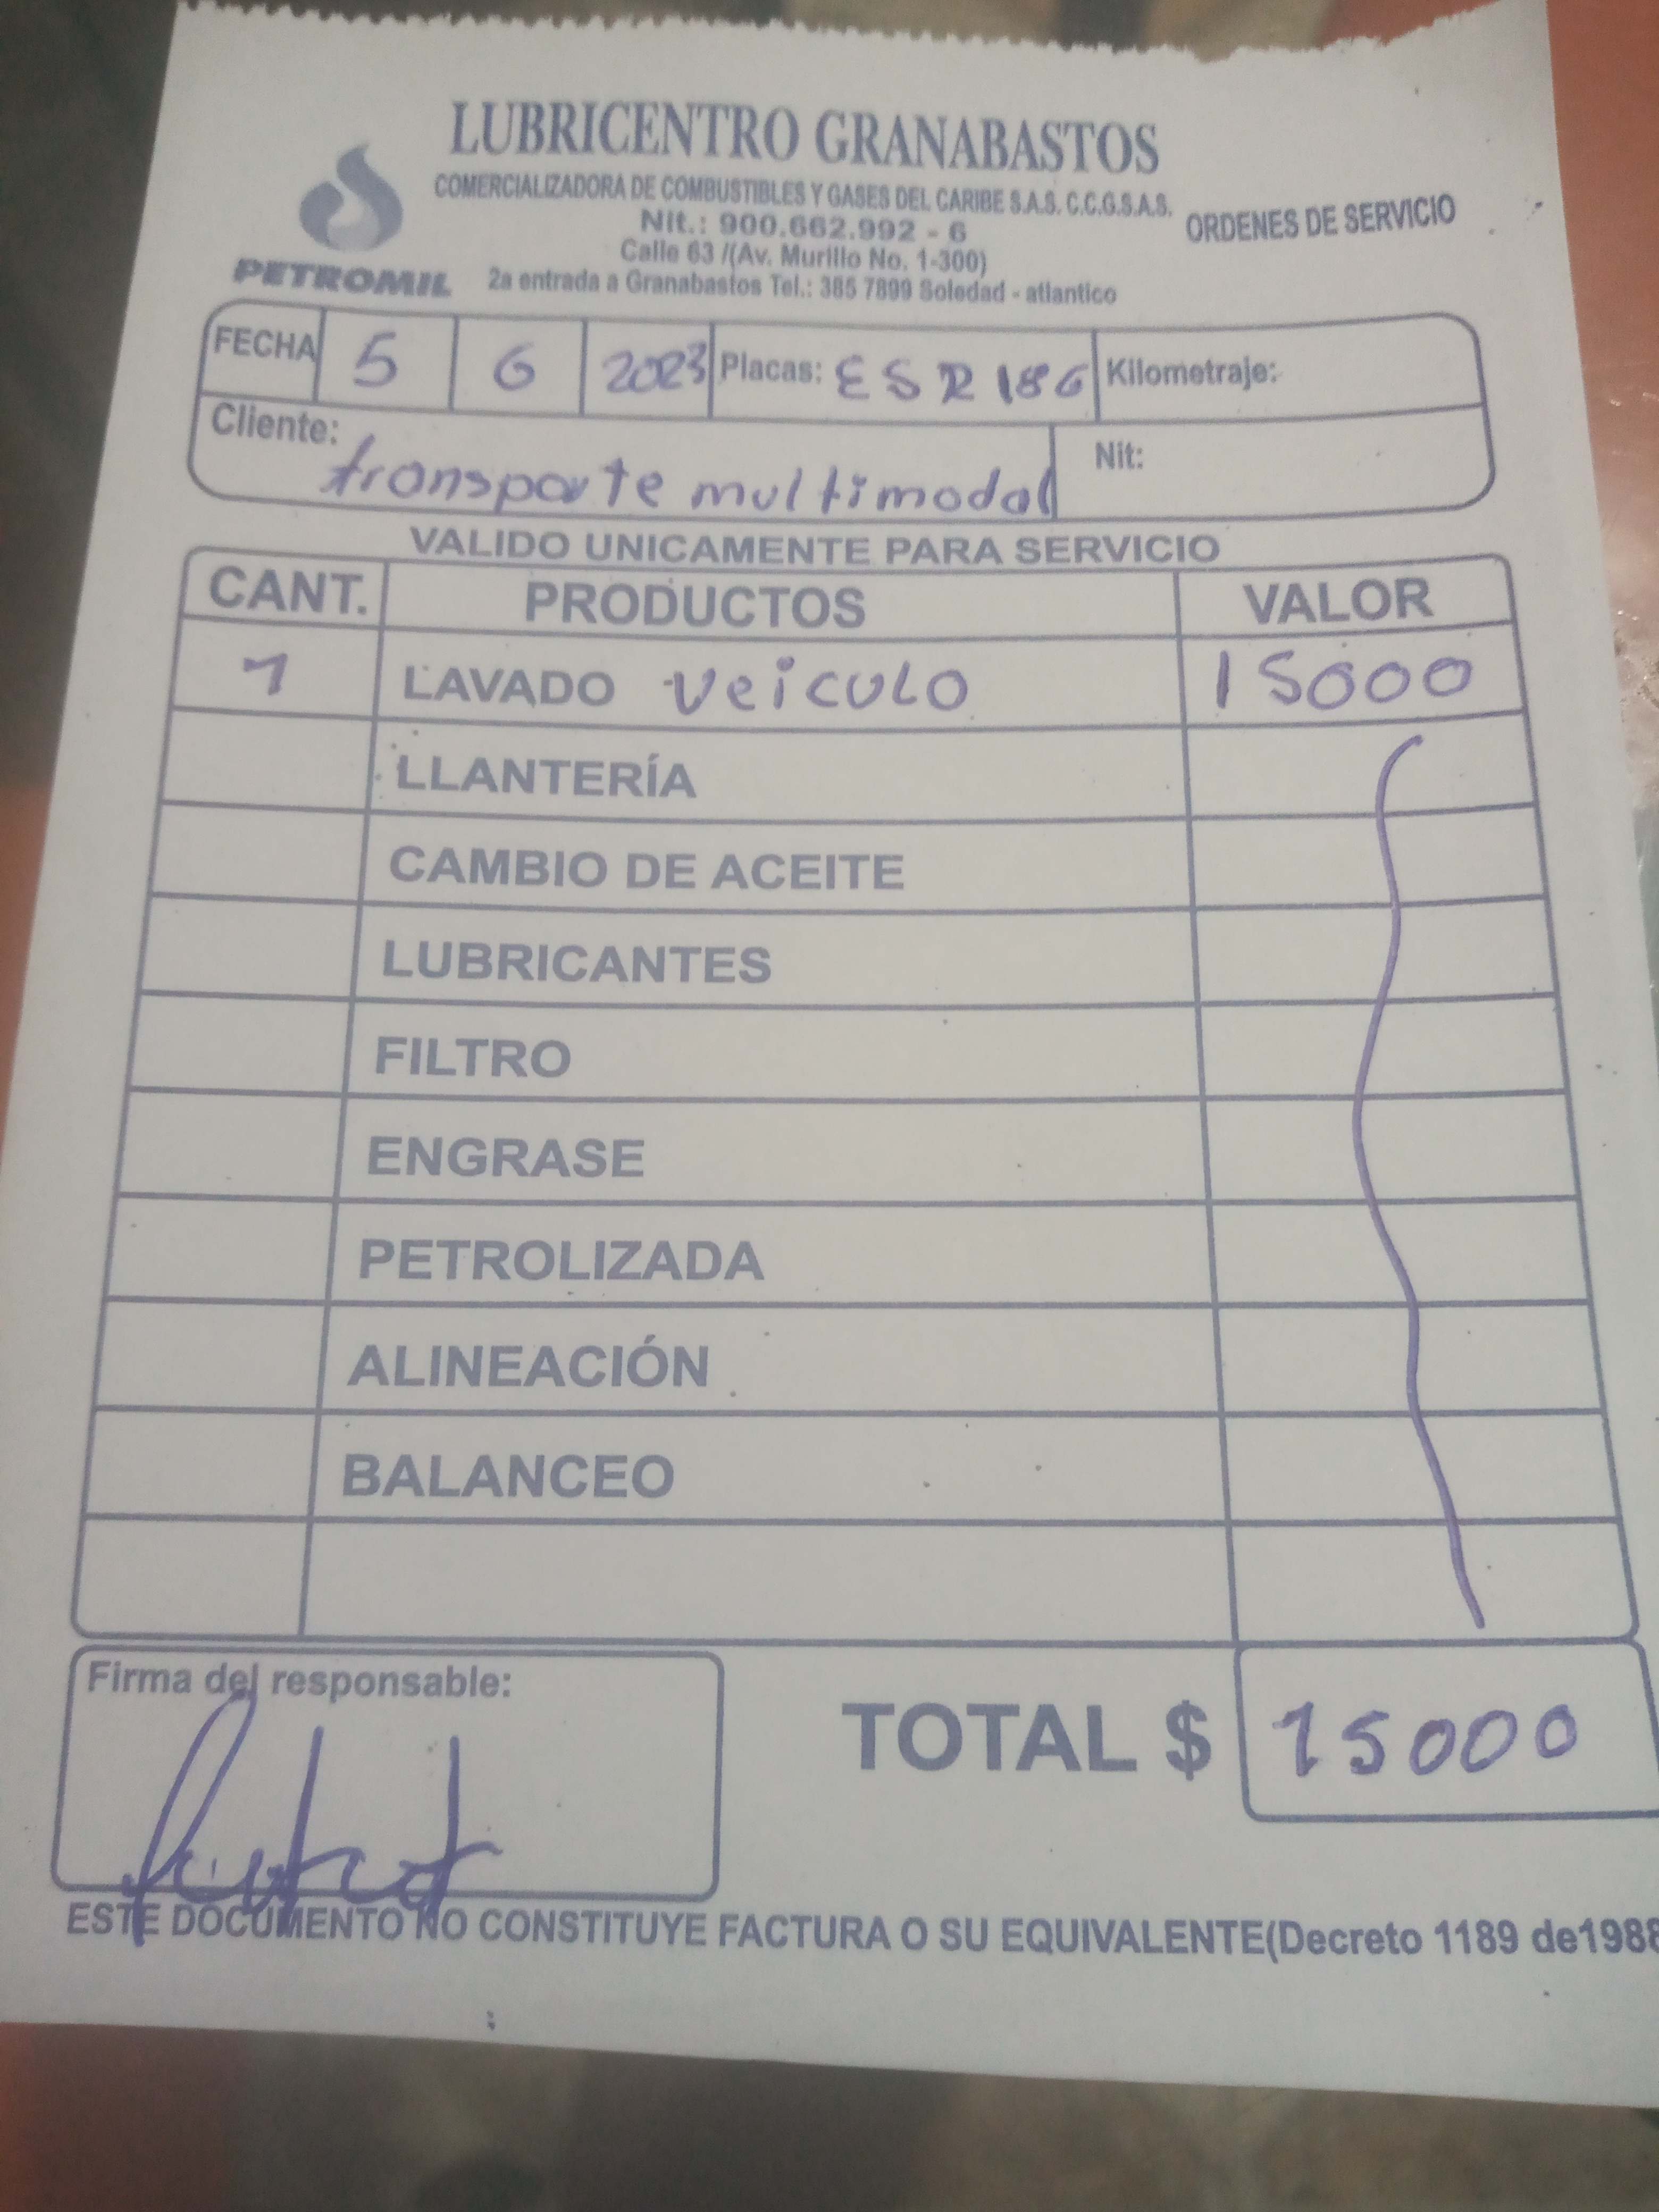 LUBRICENTRO GRANABASTOS
COMERCIALIZADORA DE COMBUSTIBLES Y GASES DEL CARIBE S.A.S. C.C.G.S.A.S.
ORDENES DE SERVICIO
Nit.: 900.662.992 - 6
Calle 63 /(Av. Murillo No. 1-300)
PETROMIL
2a entrada a Granabastos Tel.: 385 7899 Soledad - atlantico
FECHA 5 6 2023 Placas: ESR 186 Kilometraje:
Cliente: transporte multimodal Nit:
VALIDO UNICAMENTE PARA SERVICIO
CANT. PRODUCTOS VALOR
1 LAVADO veiculo 15000
LLANTERÍA
CAMBIO DE ACEITE
LUBRICANTES
FILTRO
ENGRASE
PETROLIZADA
ALINEACIÓN
BALANCEO
Firma del responsable:
TOTAL $ 15000
ESTE DOCUMENTO NO CONSTITUYE FACTURA O SU EQUIVALENTE(Decreto 1189 de1988